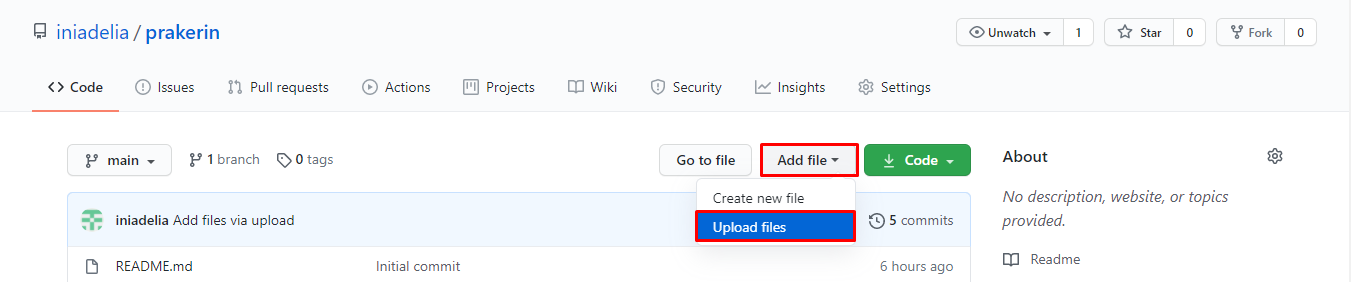 iniadelia / prakerin
Unwatch 1 Star 0 Fork 0
Code Issues Pull requests Actions Projects Wiki Security Insights Settings
main 1 branch 0 tags Go to file Add file Code
About
Create new file
Upload files
No description, website, or topics
provided.
iniadelia Add files via upload 5 commits
README.md Initial commit 6 hours ago
Readme